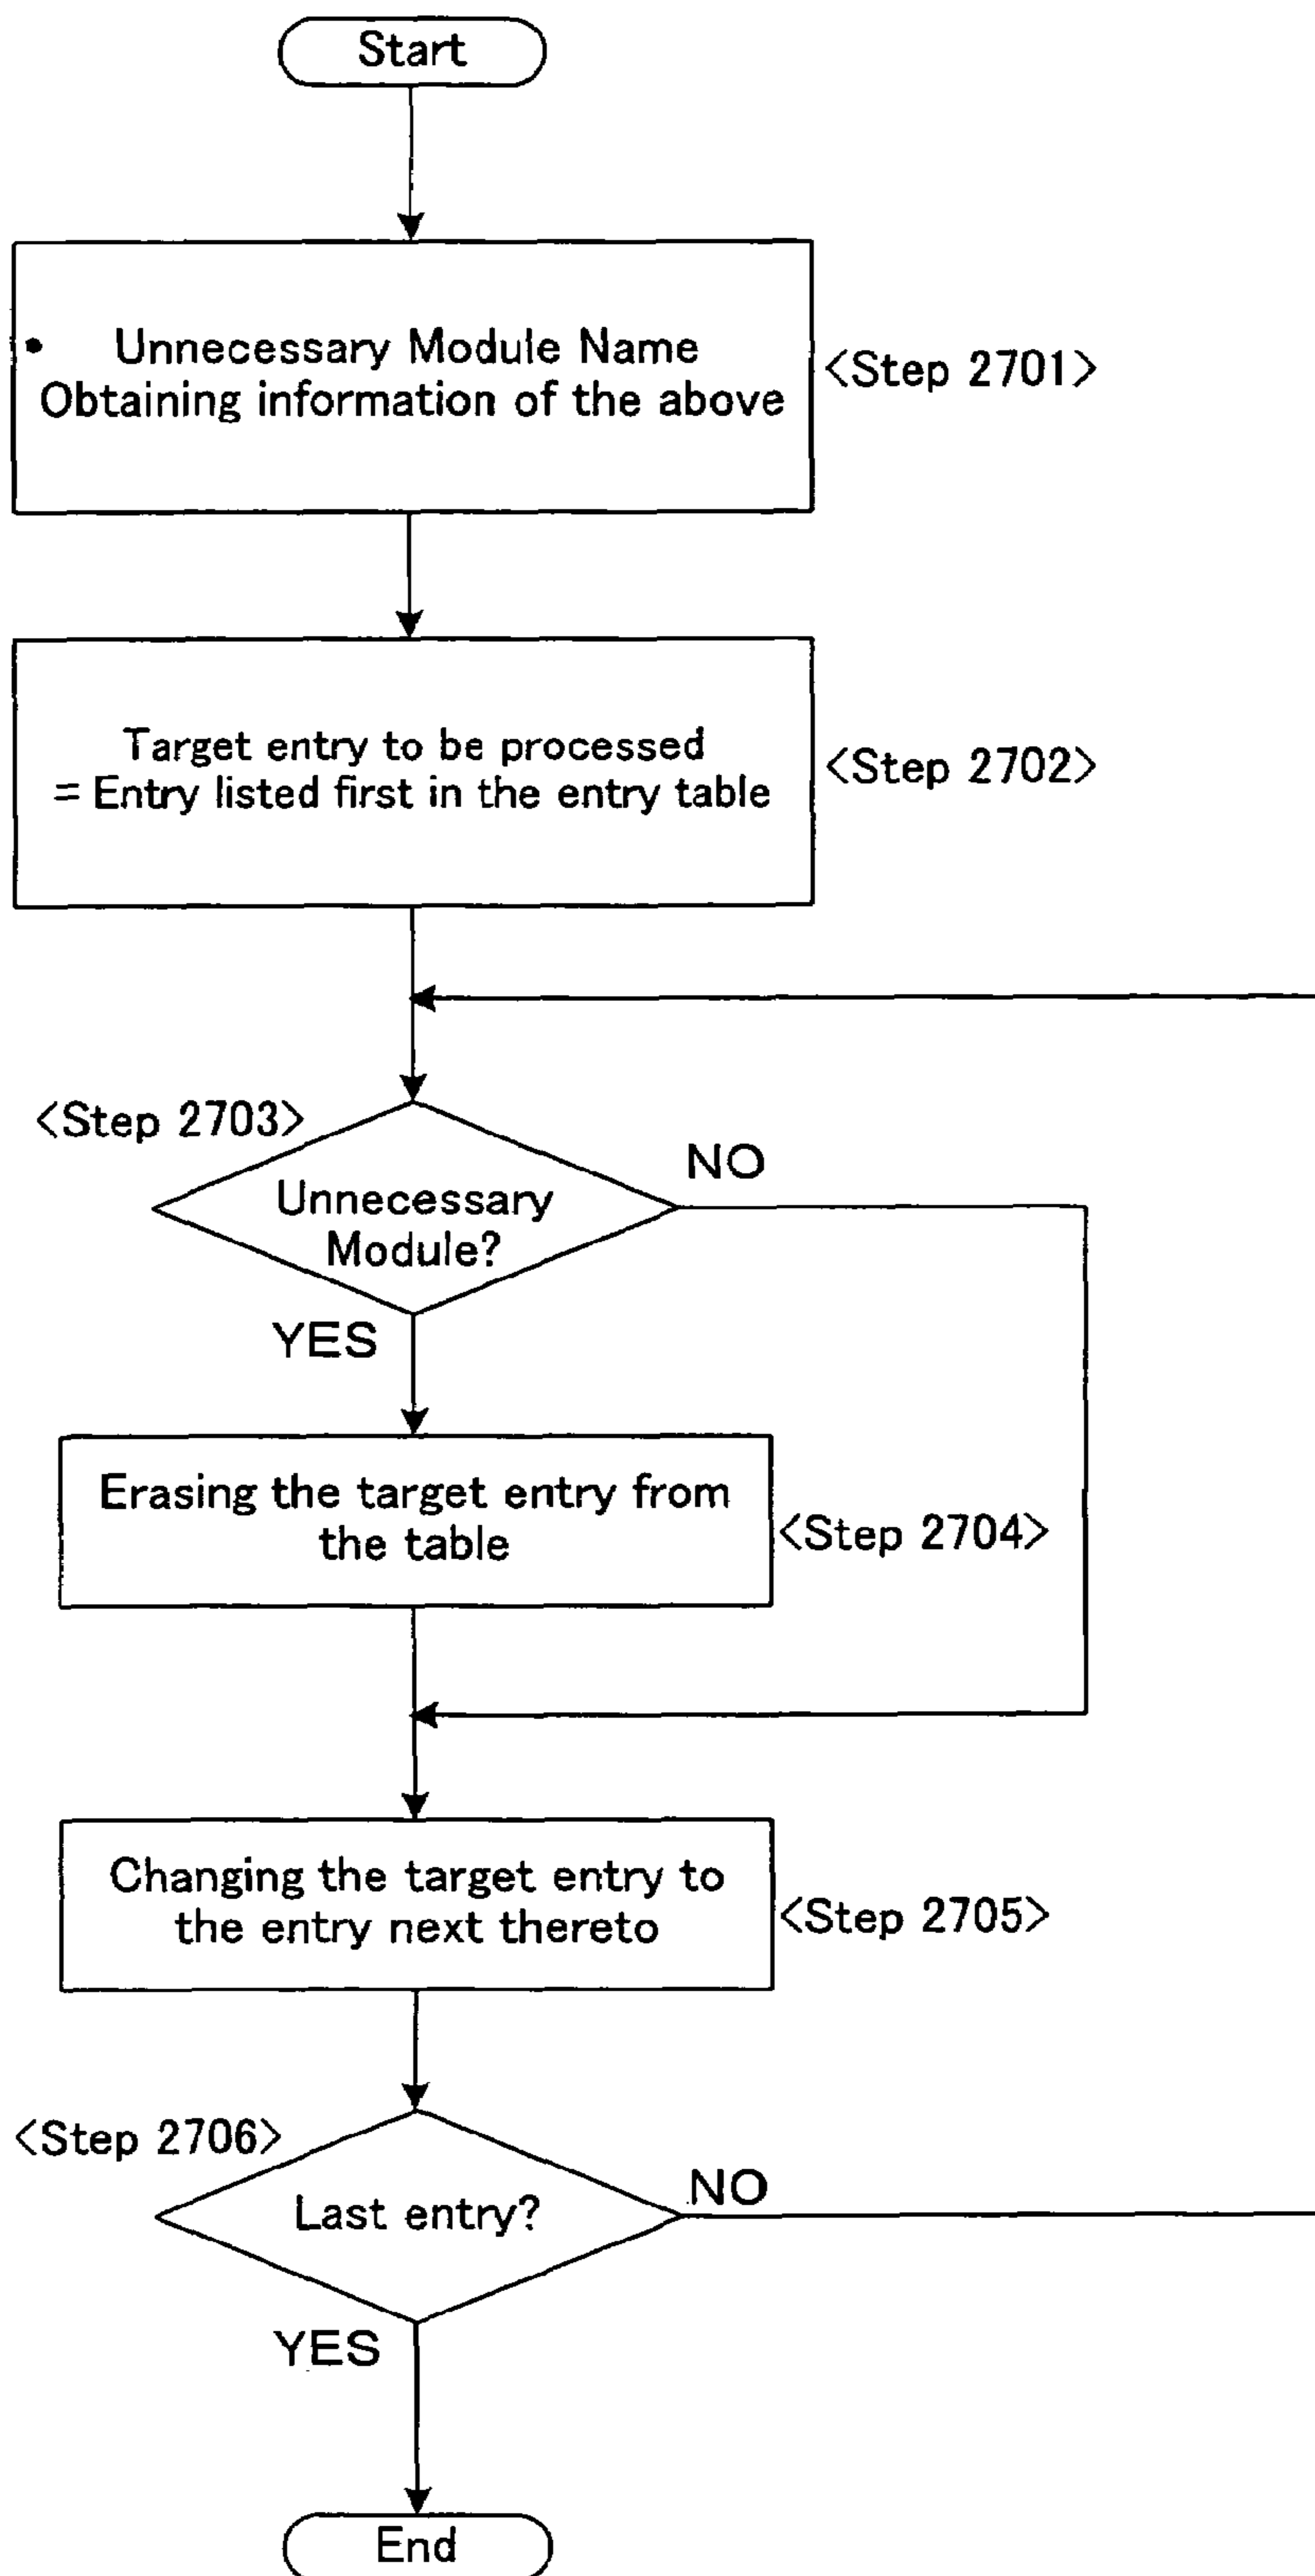 Start
• Unnecessary Module Name
Obtaining information of the above
<Step 2701>
Target entry to be processed
= Entry listed first in the entry table
<Step 2702>
<Step 2703>
NO
Unnecessary
Module?
YES
Erasing the target entry from
the table
<Step 2704>
Changing the target entry to
the entry next thereto
<Step 2705>
<Step 2706>
NO
Last entry?
YES
End